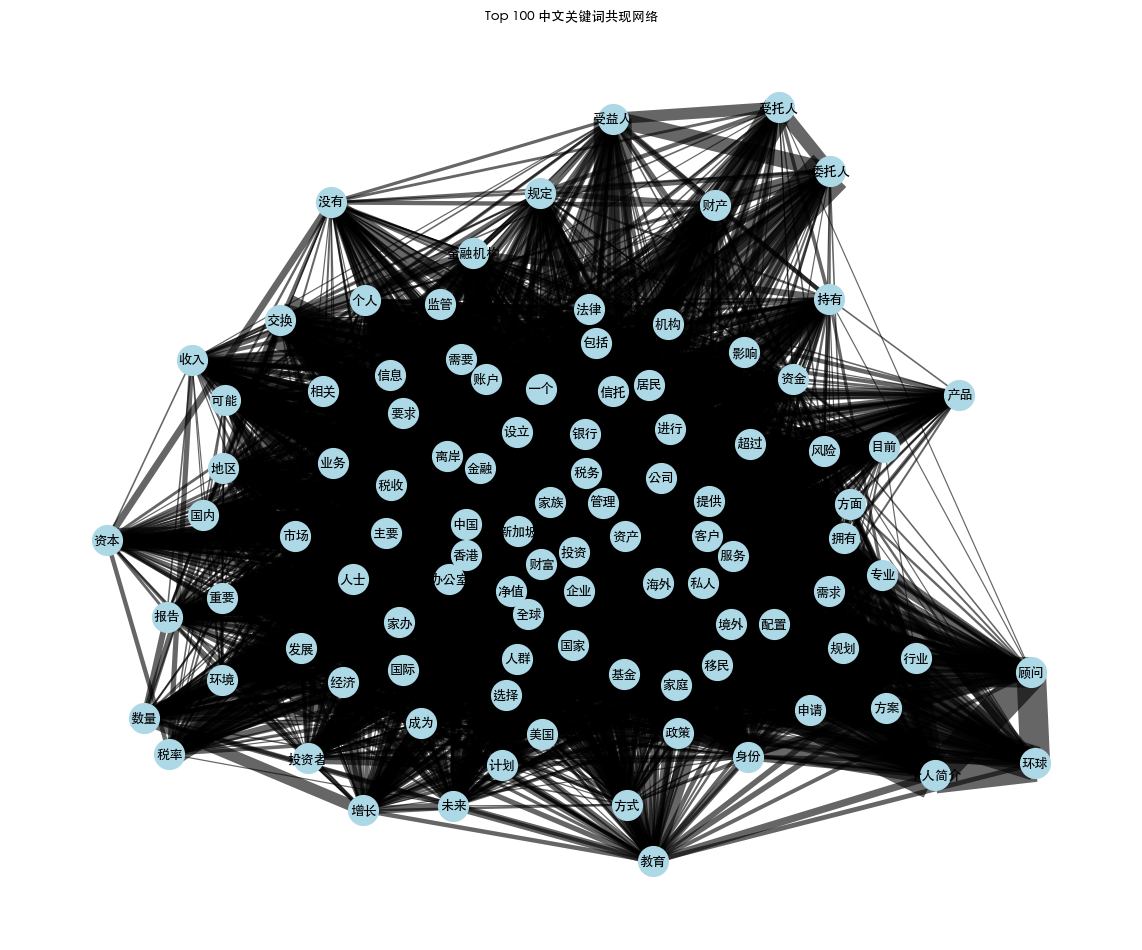 Top 100 中文关键词共现网络
受托人
受益人
委托人
规定
没有
财产
金融机构
个人
持有
监管
法律
交换
机构
包括
影响
收入
需要
信息
账户
资金
居民
一个
相关
信托
产品
可能
要求
进行
设立
银行
超过
目前
风险
离岸
业务
地区
金融
税务
公司
税收
家族
管理
提供
方面
国内
中国
新加坡
主要
市场
资产
客户
拥有
资本
投资
香港
服务
财富
专业
人士
办公室
海外
私人
净值
企业
需求
重要
全球
报告
家办
境外
配置
国家
发展
规划
人群
行业
移民
国际
顾问
基金
环境
经济
家庭
选择
方案
申请
数量
成为
政策
美国
税率
身份
投资者
环球
计划
人简介
方式
未来
增长
教育